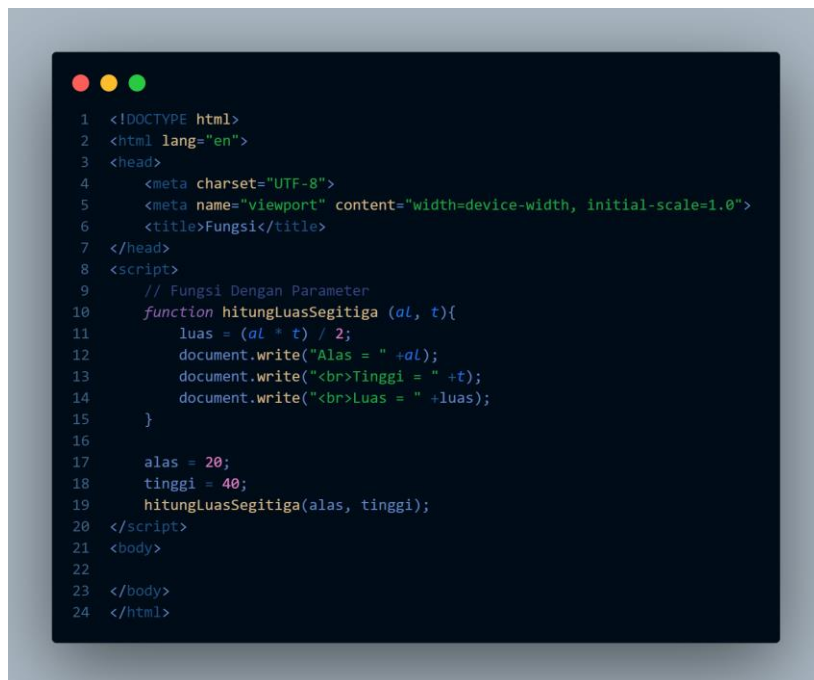 1 <!DOCTYPE html>
2 <html lang="en">
3 <head>
4     <meta charset="UTF-8">
5     <meta name="viewport" content="width=device-width, initial-scale=1.0">
6     <title>Fungsi</title>
7 </head>
8 <script>
9     // Fungsi Dengan Parameter
10     function hitungLuasSegitiga (al, t){
11         luas = (al * t) / 2;
12         document.write("Alas = " +al);
13         document.write("<br>Tinggi = " +t);
14         document.write("<br>Luas = " +luas);
15     }
16
17     alas = 20;
18     tinggi = 40;
19     hitungLuasSegitiga(alas, tinggi);
20 </script>
21 <body>
22
23 </body>
24 </html>